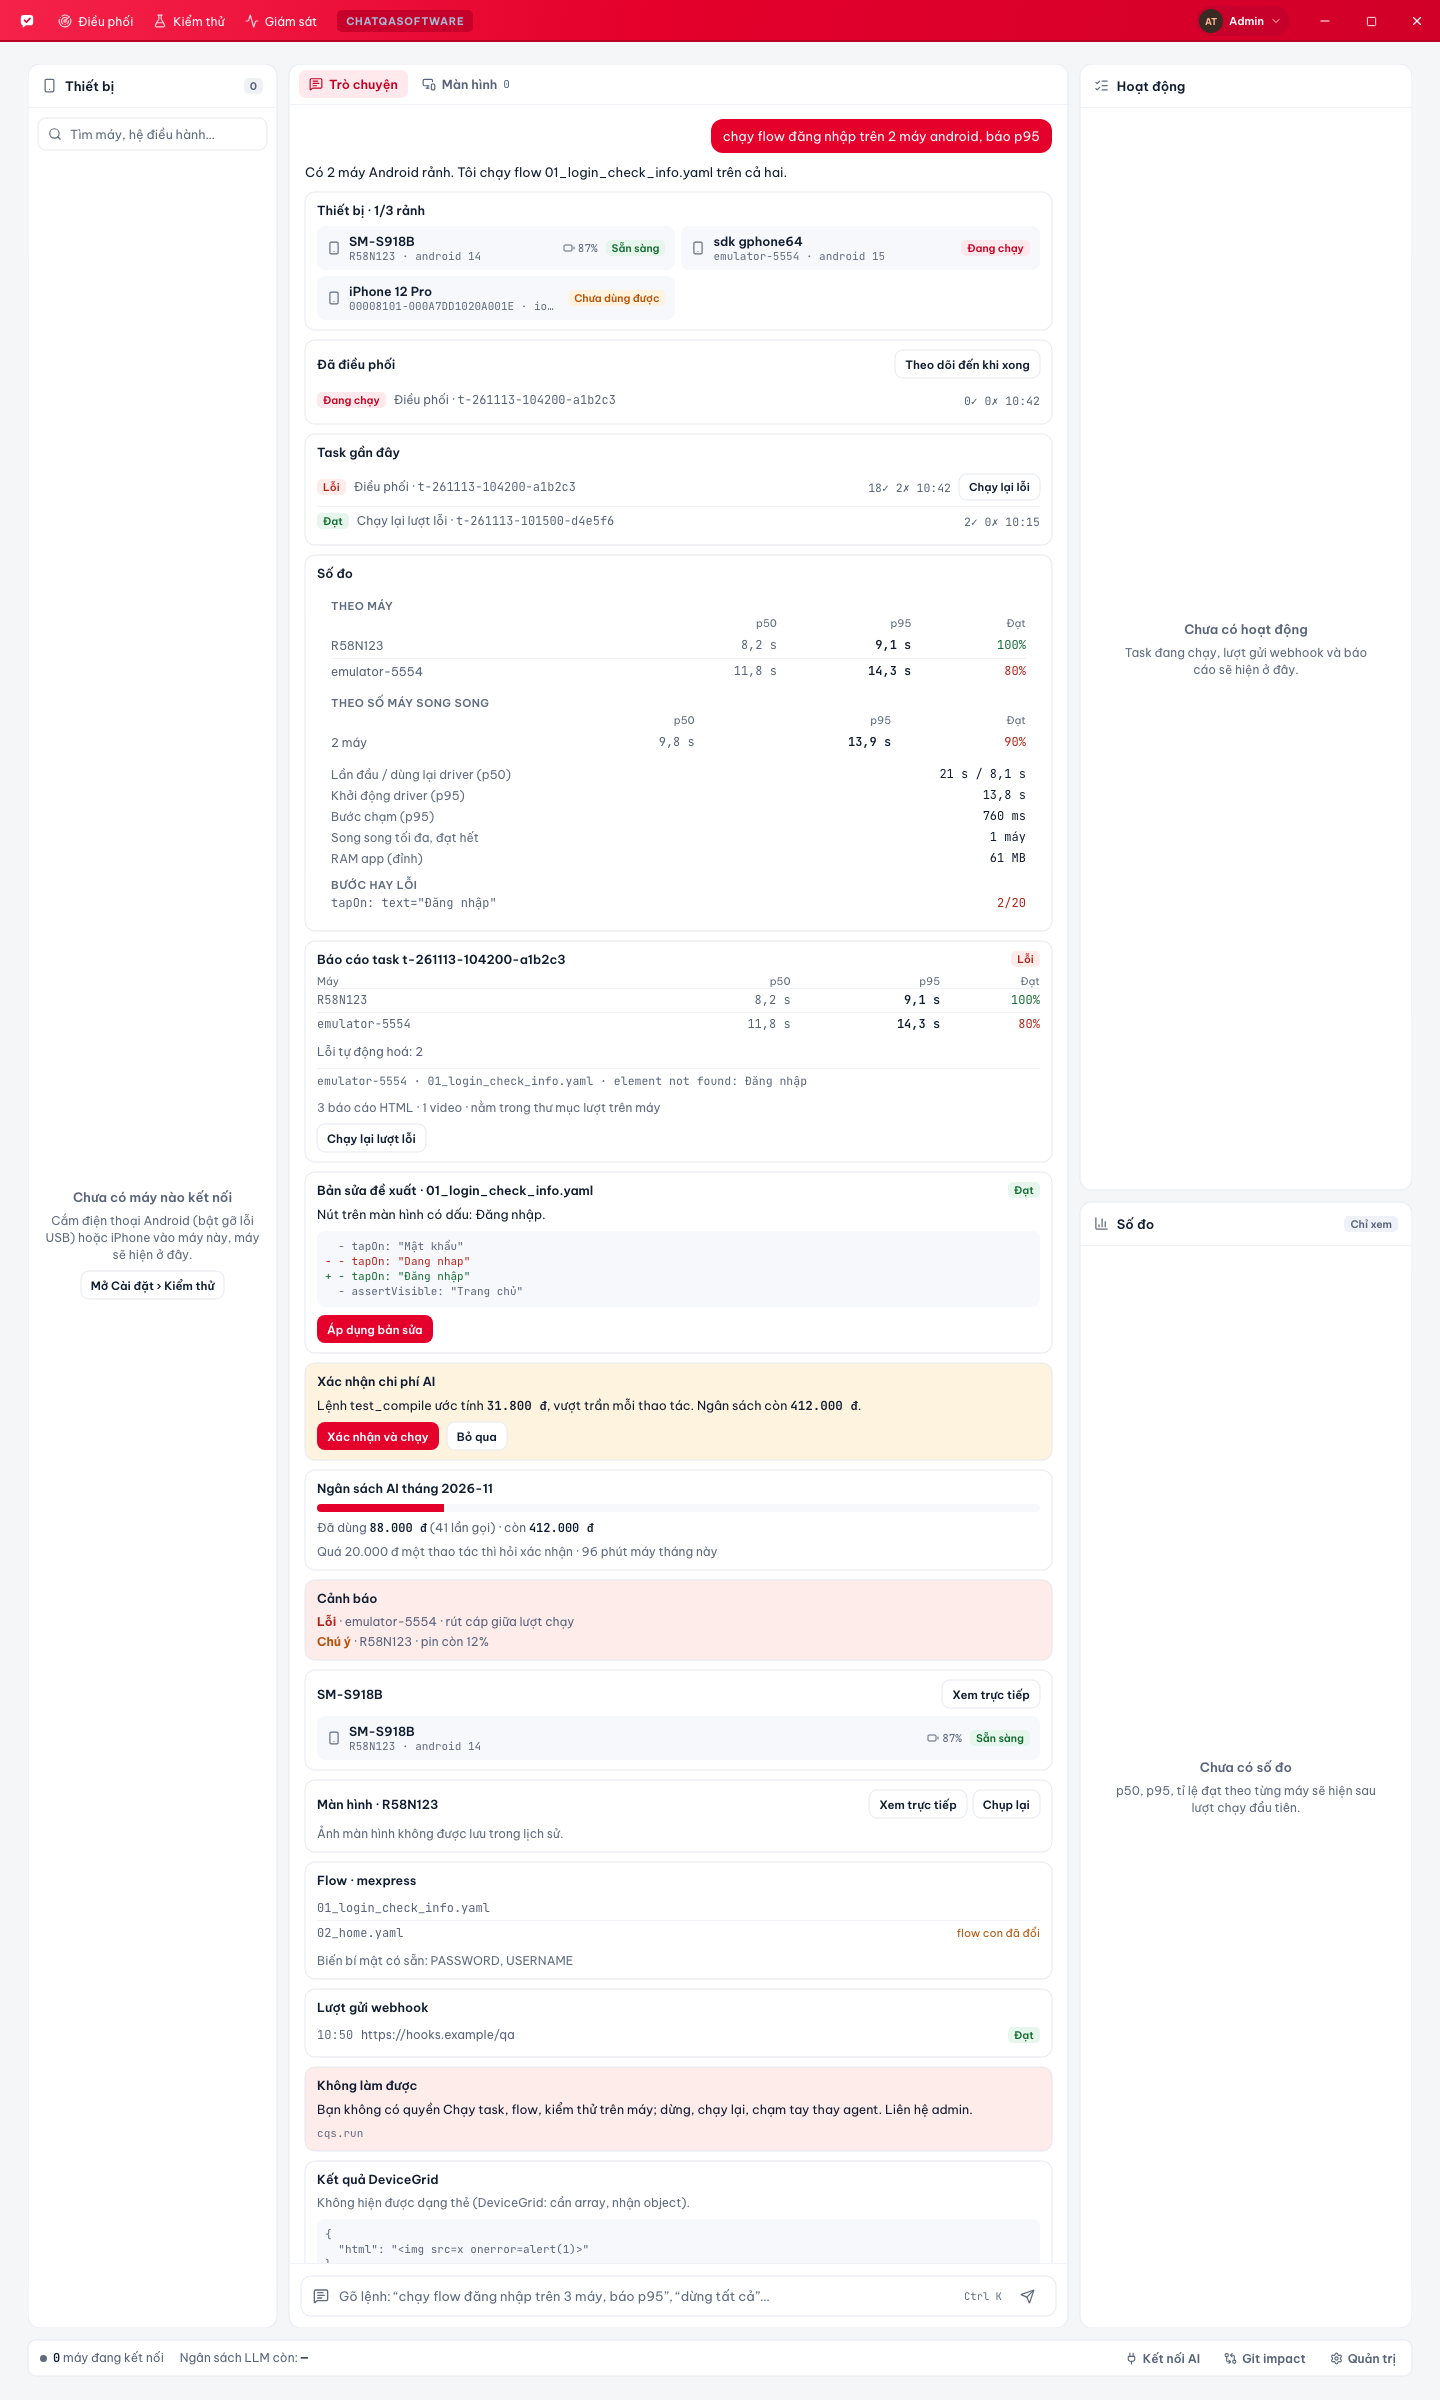 Điều phối
Kiểm thử
Giám sát
CHATQASOFTWARE
AT Admin
Thiết bị 0
Tìm máy, hệ điều hành...
Chưa có máy nào kết nối
Cắm điện thoại Android (bật gỡ lỗi
USB) hoặc iPhone vào máy này, máy
sẽ hiện ở đây.
Mở Cài đặt › Kiểm thử
Trò chuyện
Màn hình 0
chạy flow đăng nhập trên 2 máy android, báo p95
Có 2 máy Android rảnh. Tôi chạy flow 01_login_check_info.yaml trên cả hai.
Thiết bị · 1/3 rảnh
SM-S918B
R58N123 · android 14
87% Sẵn sàng
sdk gphone64
emulator-5554 · android 15
Đang chạy
iPhone 12 Pro
00008101-000A7DD1020A001E · io…
Chưa dùng được
Đã điều phối
Theo dõi đến khi xong
Đang chạy Điều phối · t-261113-104200-a1b2c3 0✓ 0✗ 10:42
Task gần đây
Lỗi Điều phối · t-261113-104200-a1b2c3 18✓ 2✗ 10:42 Chạy lại lỗi
Đạt Chạy lại lượt lỗi · t-261113-101500-d4e5f6 2✓ 0✗ 10:15
Số đo
THEO MÁY
p50 p95 Đạt
R58N123 8,2 s 9,1 s 100%
emulator-5554 11,8 s 14,3 s 80%
THEO SỐ MÁY SONG SONG
p50 p95 Đạt
2 máy 9,8 s 13,9 s 90%
Lần đầu / dùng lại driver (p50) 21 s / 8,1 s
Khởi động driver (p95) 13,8 s
Bước chạm (p95) 760 ms
Song song tối đa, đạt hết 1 máy
RAM app (đỉnh) 61 MB
BƯỚC HAY LỖI
tapOn: text="Đăng nhập" 2/20
Báo cáo task t-261113-104200-a1b2c3 Lỗi
Máy p50 p95 Đạt
R58N123 8,2 s 9,1 s 100%
emulator-5554 11,8 s 14,3 s 80%
Lỗi tự động hoá: 2
emulator-5554 · 01_login_check_info.yaml · element not found: Đăng nhập
3 báo cáo HTML · 1 video · nằm trong thư mục lượt trên máy
Chạy lại lượt lỗi
Bản sửa đề xuất · 01_login_check_info.yaml Đạt
Nút trên màn hình có dấu: Đăng nhập.
- tapOn: "Mật khẩu"
- - tapOn: "Dang nhap"
+ - tapOn: "Đăng nhập"
- assertVisible: "Trang chủ"
Áp dụng bản sửa
Xác nhận chi phí AI
Lệnh test_compile ước tính 31.800 đ, vượt trần mỗi thao tác. Ngân sách còn 412.000 đ.
Xác nhận và chạy
Bỏ qua
Ngân sách AI tháng 2026-11
Đã dùng 88.000 đ (41 lần gọi) · còn 412.000 đ
Quá 20.000 đ một thao tác thì hỏi xác nhận · 96 phút máy tháng này
Cảnh báo
Lỗi · emulator-5554 · rút cáp giữa lượt chạy
Chú ý · R58N123 · pin còn 12%
SM-S918B
Xem trực tiếp
SM-S918B
R58N123 · android 14
87% Sẵn sàng
Màn hình · R58N123
Xem trực tiếp
Chụp lại
Ảnh màn hình không được lưu trong lịch sử.
Flow · mexpress
01_login_check_info.yaml
02_home.yaml flow con đã đổi
Biến bí mật có sẵn: PASSWORD, USERNAME
Lượt gửi webhook
10:50 https://hooks.example/qa Đạt
Không làm được
Bạn không có quyền Chạy task, flow, kiểm thử trên máy; dừng, chạy lại, chạm tay thay agent. Liên hệ admin.
cqs.run
Kết quả DeviceGrid
Không hiện được dạng thẻ (DeviceGrid: cần array, nhận object).
{
"html": "<img src=x onerror=alert(1)>"
Gõ lệnh: “chạy flow đăng nhập trên 3 máy, báo p95”, “dừng tất cả”...
Ctrl K
Hoạt động
Chưa có hoạt động
Task đang chạy, lượt gửi webhook và báo
cáo sẽ hiện ở đây.
Số đo Chỉ xem
Chưa có số đo
p50, p95, tỉ lệ đạt theo từng máy sẽ hiện sau
lượt chạy đầu tiên.
0 máy đang kết nối
Ngân sách LLM còn: —
Kết nối AI
Git impact
Quản trị